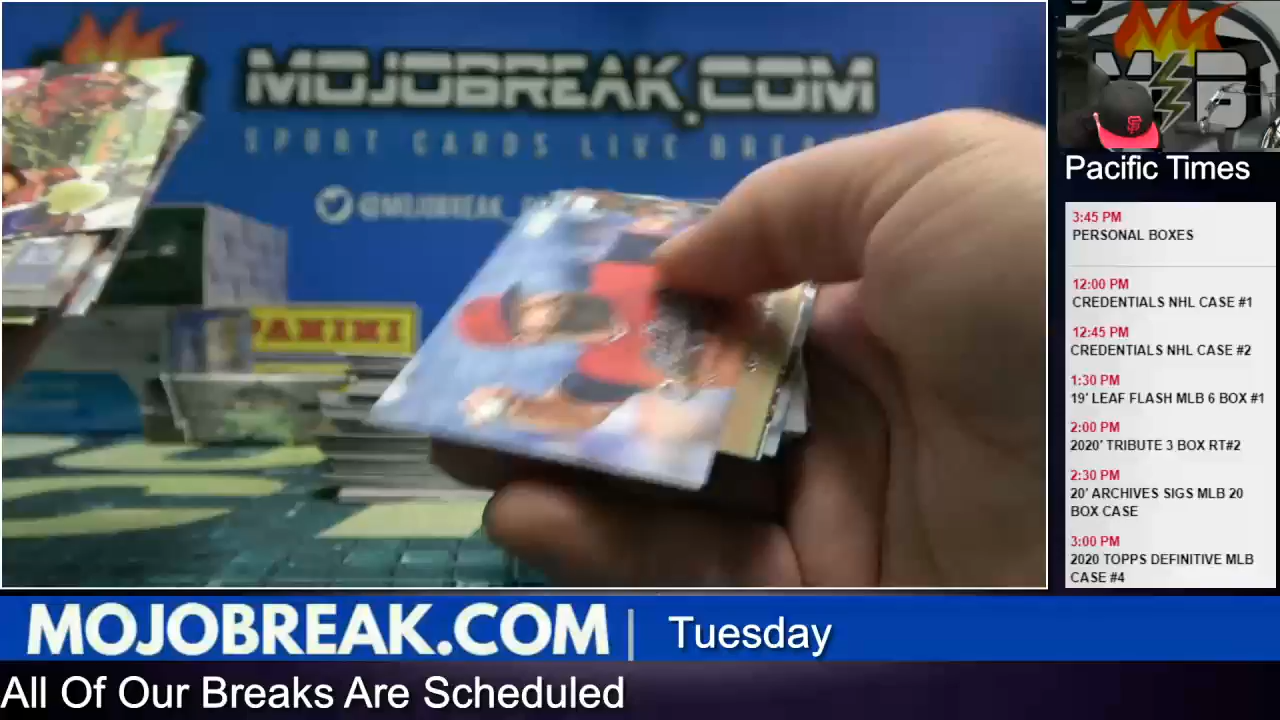 MOJOBREAK.COM
SPORT CARDS LIVE BREA
@MOJOBREAK_
PANINI
M B
SF
Pacific Times
3:45 PM
PERSONAL BOXES
12:00 PM
CREDENTIALS NHL CASE #1
12:45 PM
CREDENTIALS NHL CASE #2
1:30 PM
19' LEAF FLASH MLB 6 BOX #1
2:00 PM
2020' TRIBUTE 3 BOX RT#2
2:30 PM
20' ARCHIVES SIGS MLB 20
BOX CASE
3:00 PM
2020 TOPPS DEFINITIVE MLB
CASE #4
MOJOBREAK.COM | Tuesday
All Of Our Breaks Are Scheduled